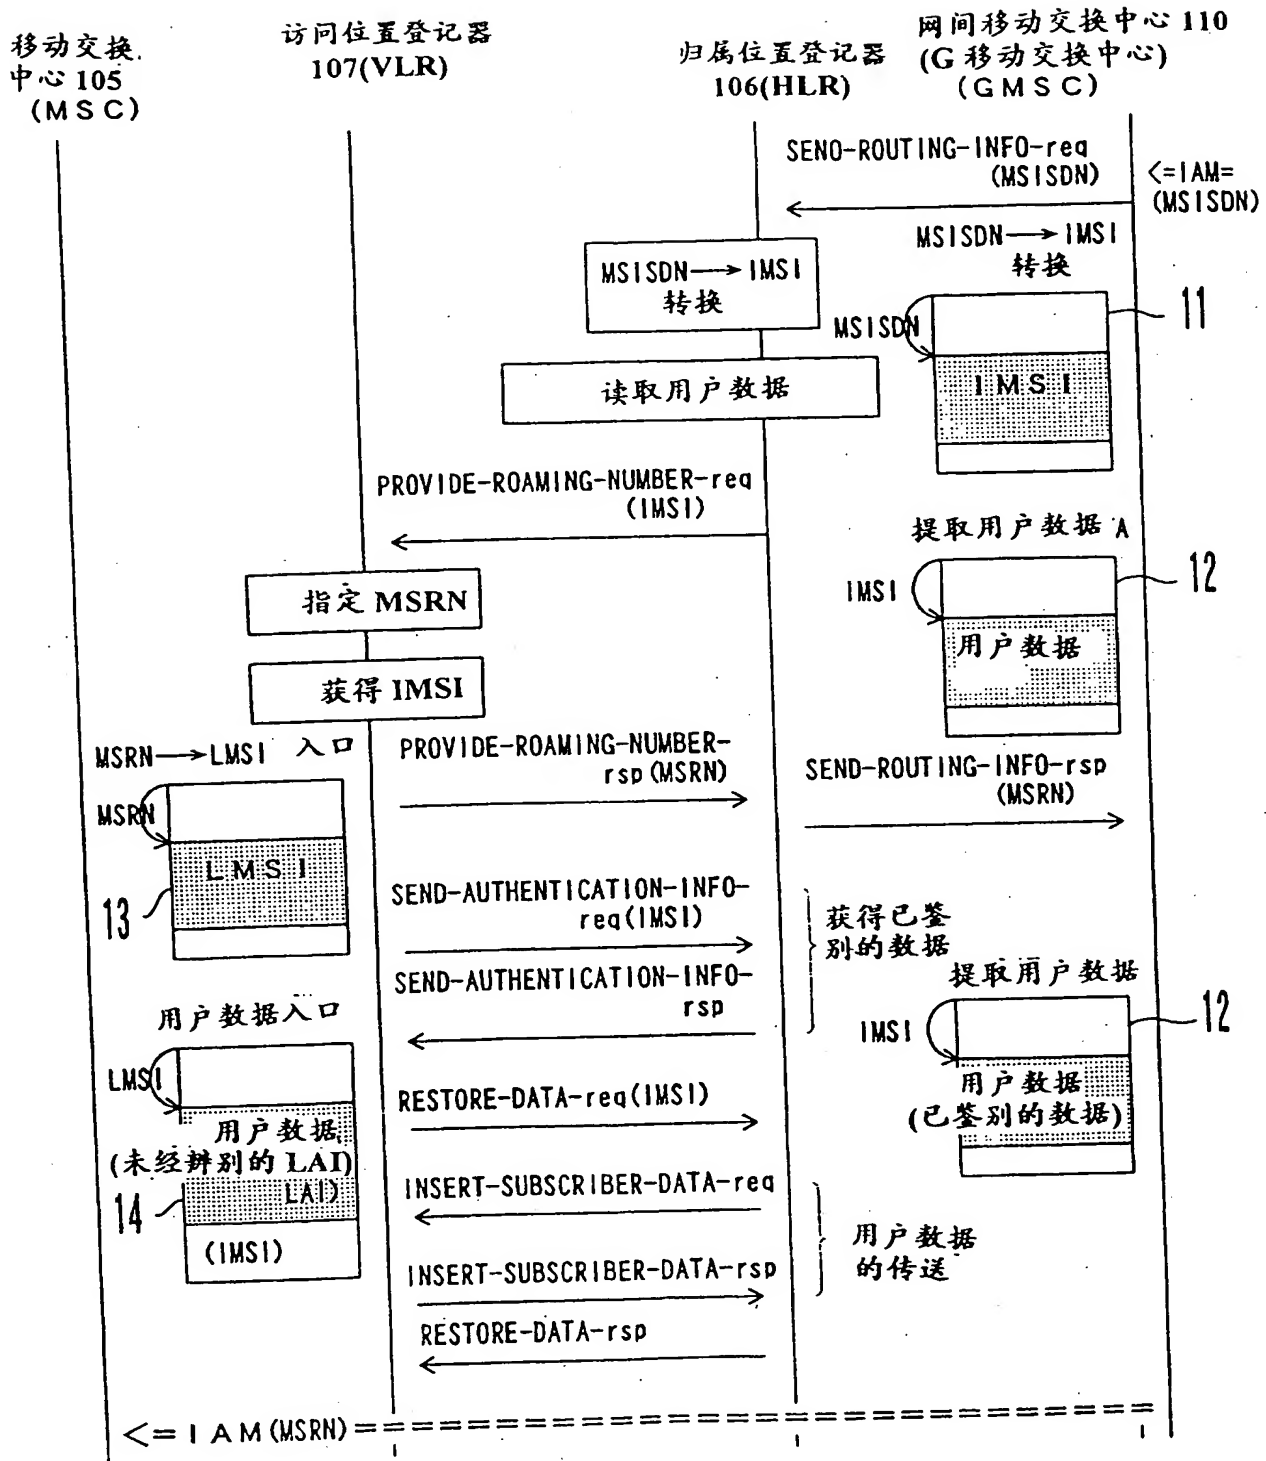 移动交换
中心 105
(MSC)
访问位置登记器
107(VLR)
归属位置登记器
106(HLR)
网间移动交换中心 110
(G 移动交换中心)
(GMSC)
SENO-ROUTING-INFO-req
(MSISDN)
<=IAM=
(MSISDN)
MSISDN→IMSI
转换
MSISDN→IMSI
转换
11
MSISDN
IMSI
读取用户数据
PROVIDE-ROAMING-NUMBER-req
(IMSI)
提取用户数据 A
12
IMSI
用户数据
指定 MSRN
获得 IMSI
MSRN→LMSI 入口
MSRN
LMSI
13
PROVIDE-ROAMING-NUMBER-
rsp(MSRN)
SEND-ROUTING-INFO-rsp
(MSRN)
SEND-AUTHENTICATION-INFO-
req(IMSI)
获得已鉴
别的数据
SEND-AUTHENTICATION-INFO-
rsp
提取用户数据
12
IMSI
用户数据
(已鉴别的数据)
用户数据入口
LMSI
用户数据
(未经辨别的 LAI)
LAI)
14
(IMSI)
RESTORE-DATA-req(IMSI)
INSERT-SUBSCRIBER-DATA-req
用户数据
的传送
INSERT-SUBSCRIBER-DATA-rsp
RESTORE-DATA-rsp
<=IAM(MSRN)=========================